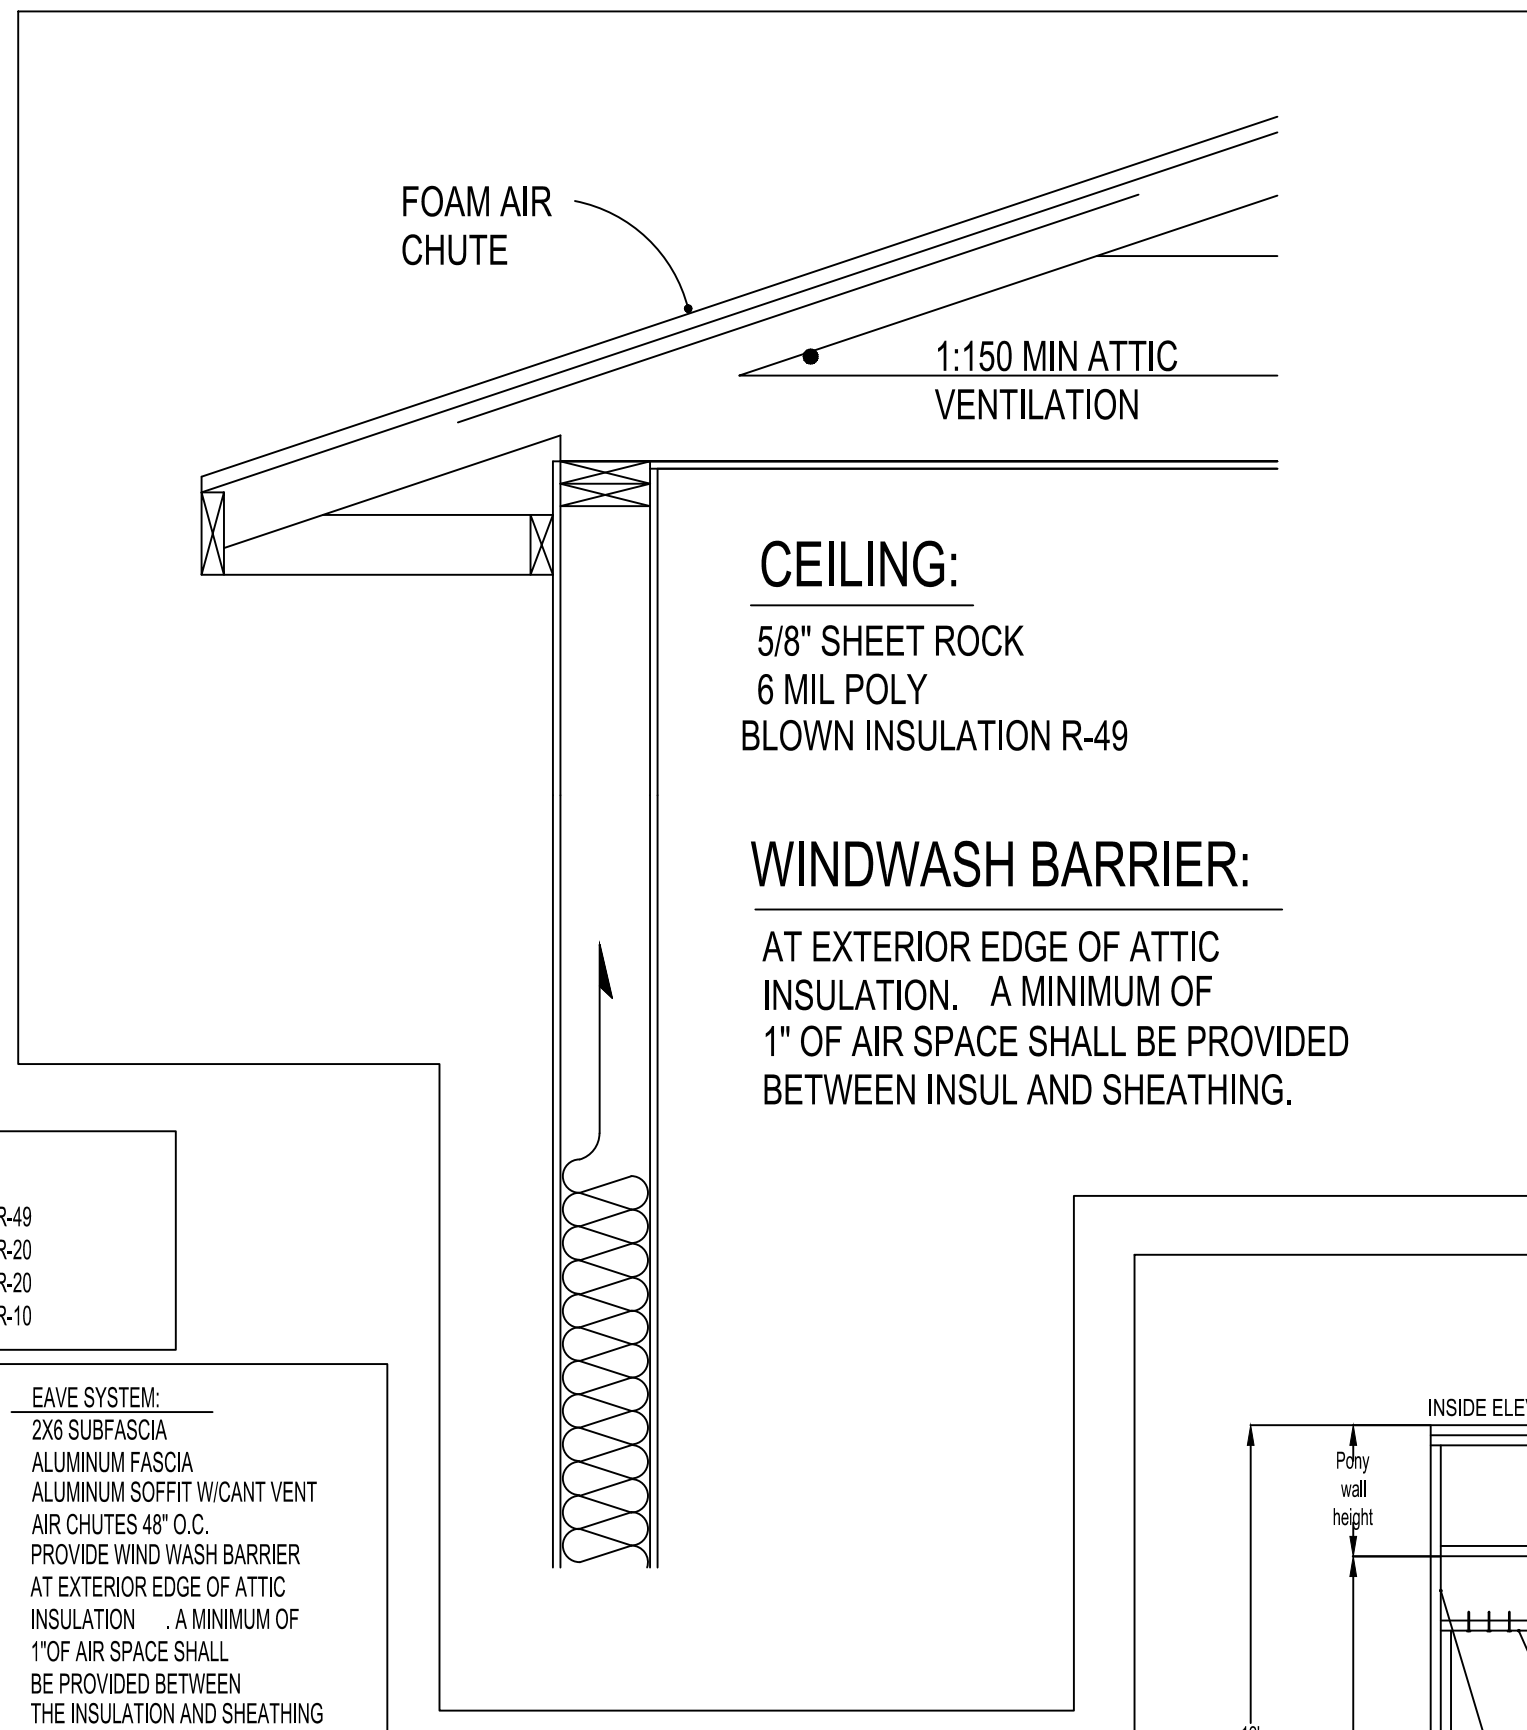 FOAM AIR
CHUTE
1:150 MIN ATTIC
VENTILATION
CEILING:
5/8" SHEET ROCK
6 MIL POLY
BLOWN INSULATION R-49
WINDWASH BARRIER:
AT EXTERIOR EDGE OF ATTIC
INSULATION. A MINIMUM OF
1" OF AIR SPACE SHALL BE PROVIDED
BETWEEN INSUL AND SHEATHING.
R-49
R-20
R-20
R-10
EAVE SYSTEM:
2X6 SUBFASCIA
ALUMINUM FASCIA
ALUMINUM SOFFIT W/CANT VENT
AIR CHUTES 48" O.C.
PROVIDE WIND WASH BARRIER
AT EXTERIOR EDGE OF ATTIC
INSULATION . A MINIMUM OF
1"OF AIR SPACE SHALL
BE PROVIDED BETWEEN
THE INSULATION AND SHEATHING
INSIDE
Pony
wall
height